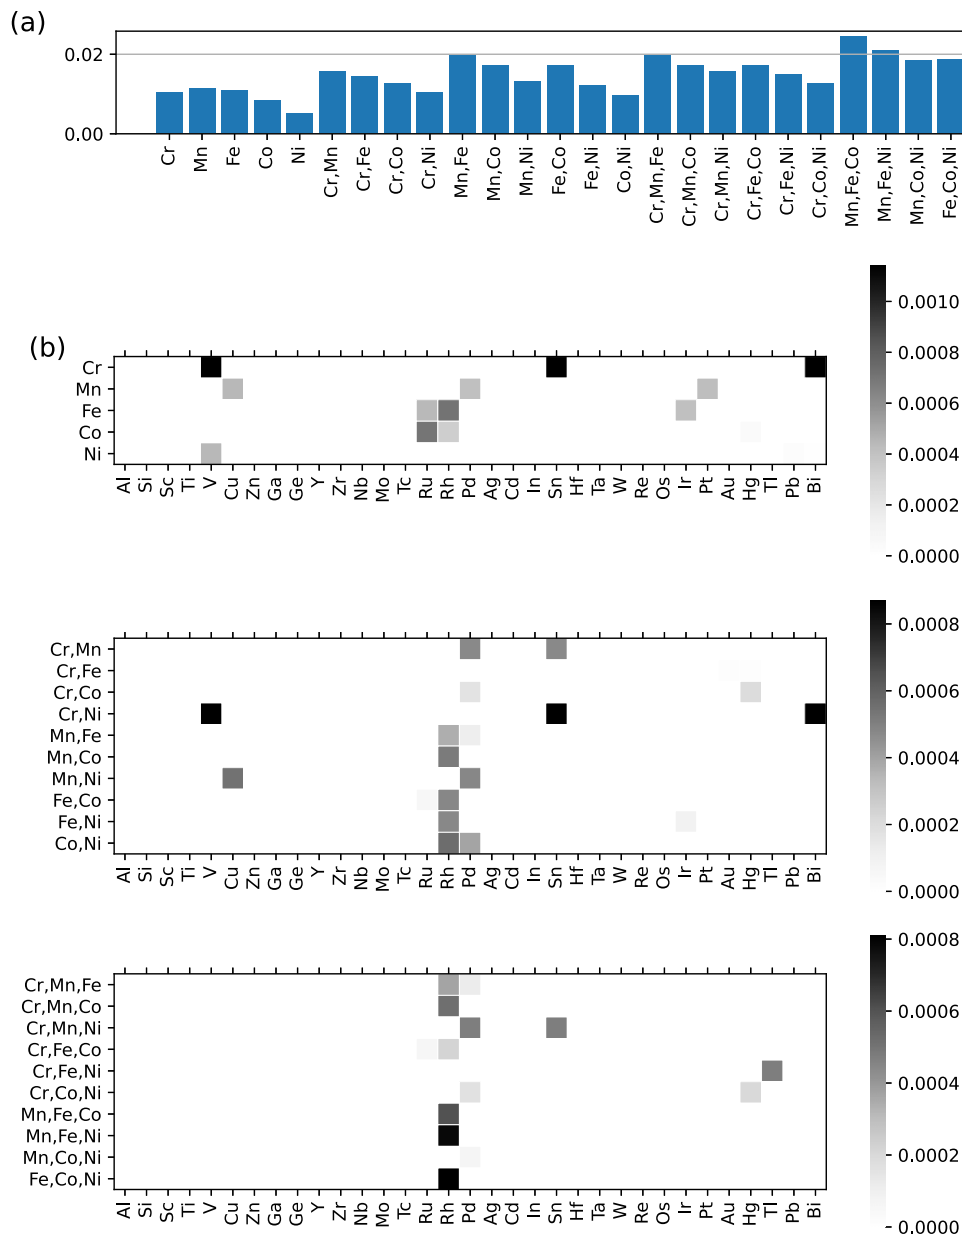 (a)
0.02
0.00
Cr Mn Fe Co Ni Cr,Mn Cr,Fe Cr,Co Cr,Ni Mn,Fe Mn,Co Mn,Ni Fe,Co Fe,Ni Co,Ni Cr,Mn,Fe Cr,Mn,Co Cr,Mn,Ni Cr,Fe,Co Cr,Fe,Ni Cr,Co,Ni Mn,Fe,Co Mn,Fe,Ni Mn,Co,Ni Fe,Co,Ni
(b)
Cr
Mn
Fe
Co
Ni
Al Si Sc Ti V Cu Zn Ga Ge Y Zr Nb Mo Tc Ru Rh Pd Ag Cd In Sn Hf Ta W Re Os Ir Pt Au Hg Tl Pb Bi
0.0010
0.0008
0.0006
0.0004
0.0002
0.0000
Cr,Mn
Cr,Fe
Cr,Co
Cr,Ni
Mn,Fe
Mn,Co
Mn,Ni
Fe,Co
Fe,Ni
Co,Ni
Al Si Sc Ti V Cu Zn Ga Ge Y Zr Nb Mo Tc Ru Rh Pd Ag Cd In Sn Hf Ta W Re Os Ir Pt Au Hg Tl Pb Bi
0.0008
0.0006
0.0004
0.0002
0.0000
Cr,Mn,Fe
Cr,Mn,Co
Cr,Mn,Ni
Cr,Fe,Co
Cr,Fe,Ni
Cr,Co,Ni
Mn,Fe,Co
Mn,Fe,Ni
Mn,Co,Ni
Fe,Co,Ni
Al Si Sc Ti V Cu Zn Ga Ge Y Zr Nb Mo Tc Ru Rh Pd Ag Cd In Sn Hf Ta W Re Os Ir Pt Au Hg Tl Pb Bi
0.0008
0.0006
0.0004
0.0002
0.0000